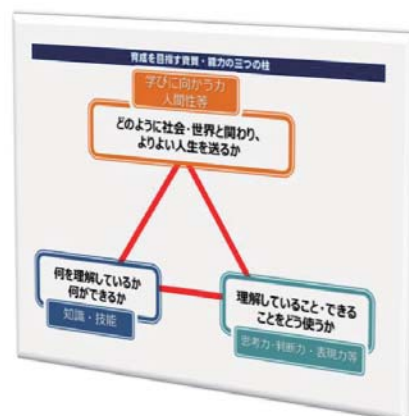 育成を目指す資質・能力の三つの柱
学びに向かう力
人間性等
どのように社会・世界と関わり、
よりよい人生を送るか
何を理解しているか
何ができるか
知識・技能
理解していること・できる
ことをどう使うか
思考力・判断力・表現力等